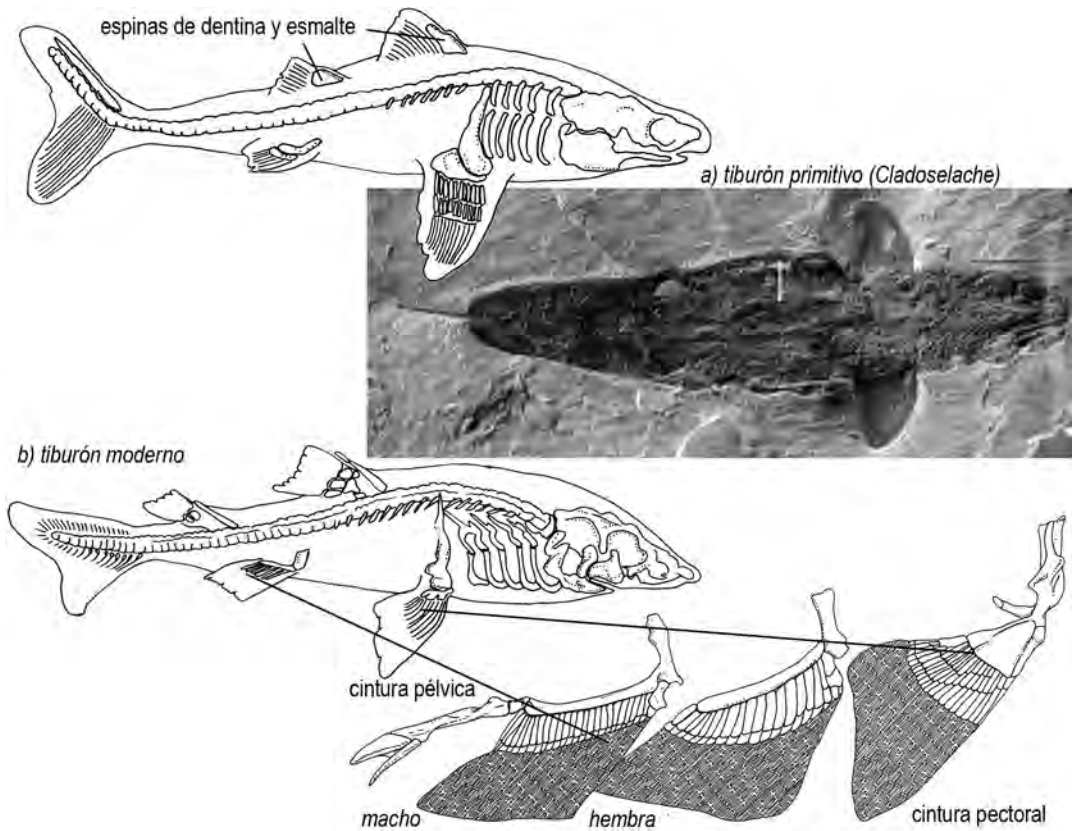 espinas de dentina y esmalte
a) tiburón primitivo (Cladoselache)
b) tiburón moderno
cintura pélvica
macho
hembra
cintura pectoral